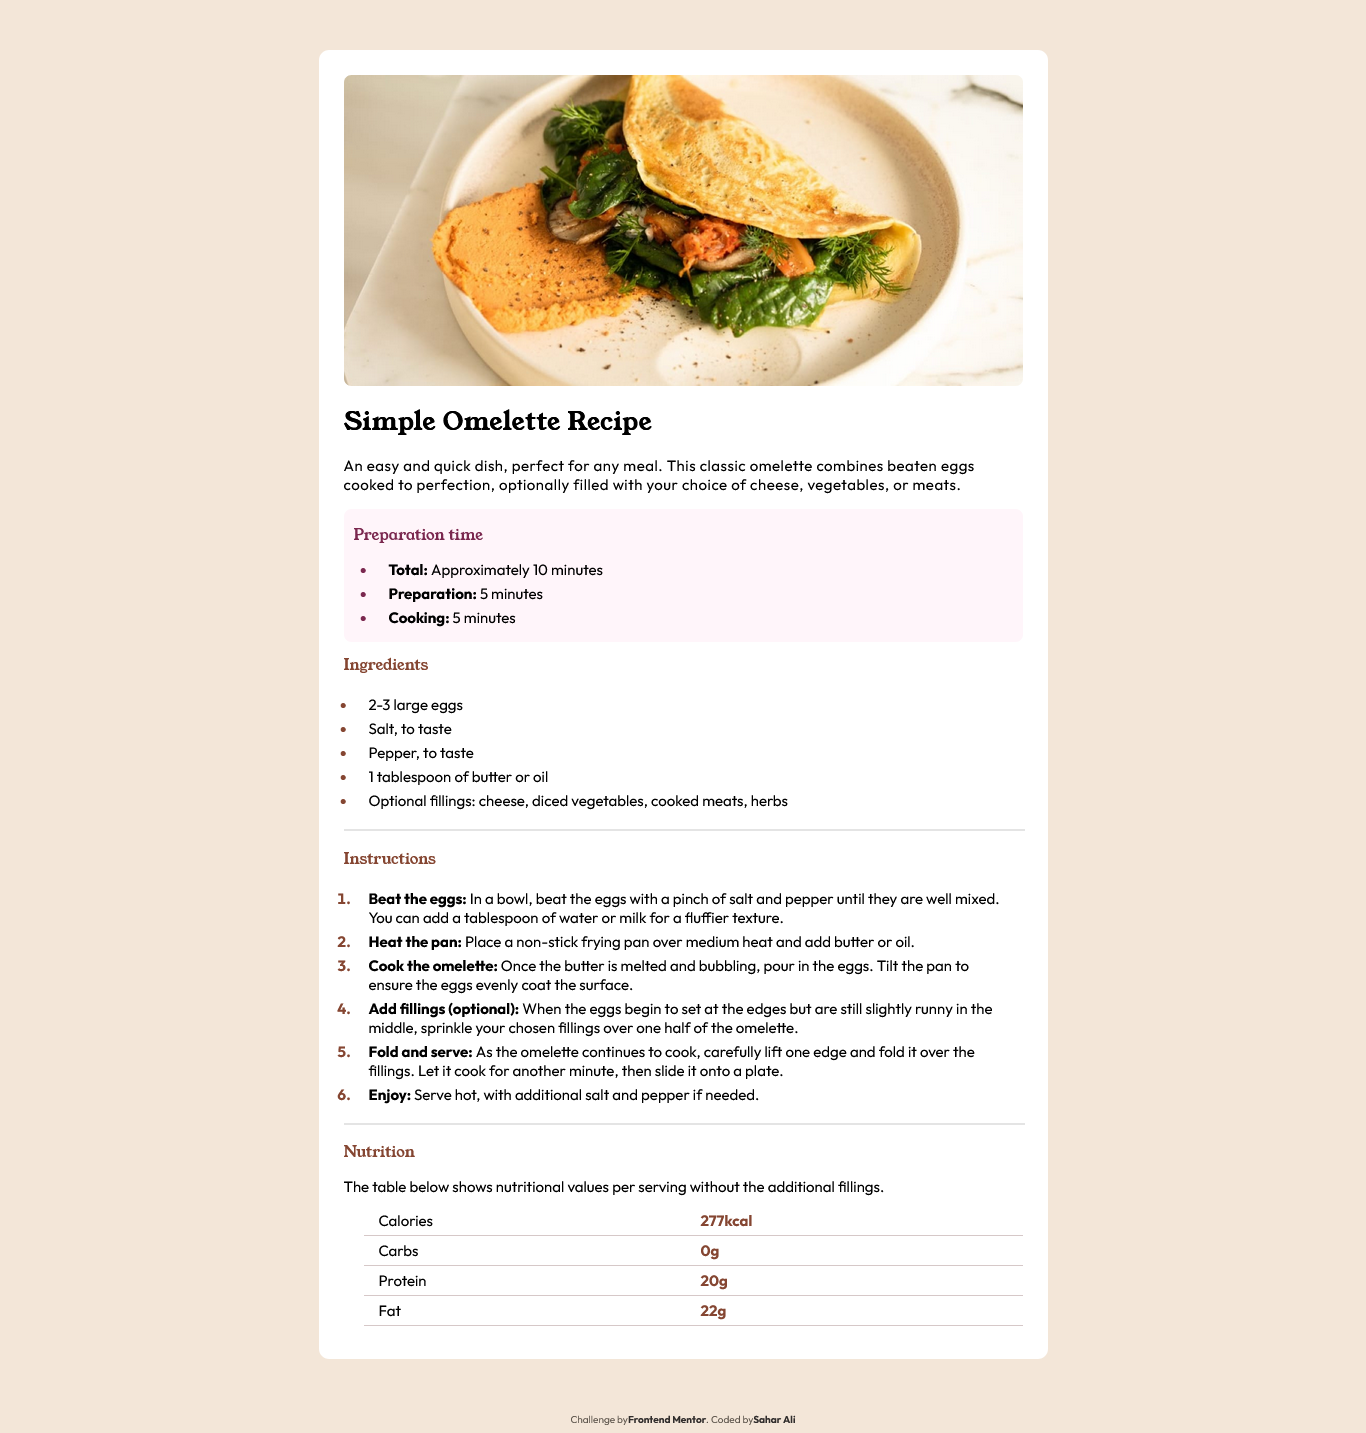 Simple Omelette Recipe
An easy and quick dish, perfect for any meal. This classic omelette combines beaten eggs
cooked to perfection, optionally filled with your choice of cheese, vegetables, or meats.
Preparation time
• Total: Approximately 10 minutes
• Preparation: 5 minutes
• Cooking: 5 minutes
Ingredients
• 2-3 large eggs
• Salt, to taste
• Pepper, to taste
• 1 tablespoon of butter or oil
• Optional fillings: cheese, diced vegetables, cooked meats, herbs
Instructions
1. Beat the eggs: In a bowl, beat the eggs with a pinch of salt and pepper until they are well mixed.
You can add a tablespoon of water or milk for a fluffier texture.
2. Heat the pan: Place a non-stick frying pan over medium heat and add butter or oil.
3. Cook the omelette: Once the butter is melted and bubbling, pour in the eggs. Tilt the pan to
ensure the eggs evenly coat the surface.
4. Add fillings (optional): When the eggs begin to set at the edges but are still slightly runny in the
middle, sprinkle your chosen fillings over one half of the omelette.
5. Fold and serve: As the omelette continues to cook, carefully lift one edge and fold it over the
fillings. Let it cook for another minute, then slide it onto a plate.
6. Enjoy: Serve hot, with additional salt and pepper if needed.
Nutrition
The table below shows nutritional values per serving without the additional fillings.
Calories 277kcal
Carbs 0g
Protein 20g
Fat 22g
Challenge byFrontend Mentor. Coded bySahar Ali